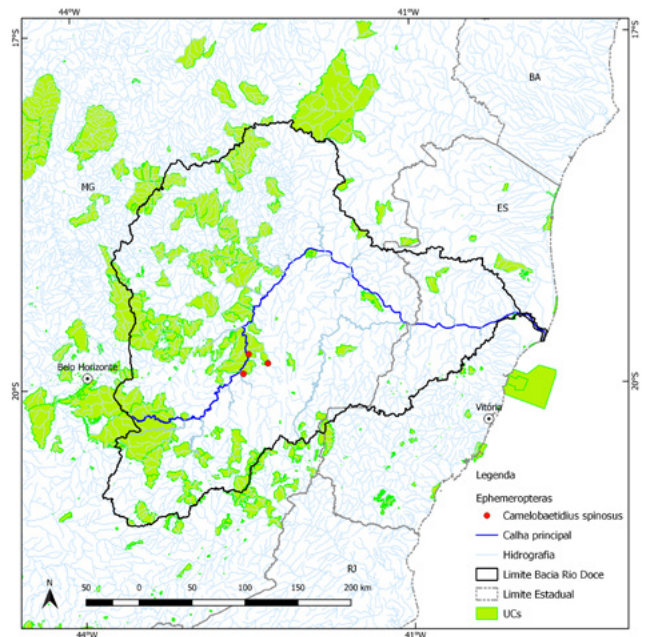 44°W 41°W
17°S 17°S
BA
MG
ES
Belo Horizonte
20°S 20°S
Vitória
Legenda
Ephemeropteras
Camelobaetidius spinosus
Calha principal
Hidrografia
Limite Bacia Rio Doce
Limite Estadual
UCs
RJ
N
50 0 50 100 150 200 km
44°W 41°W